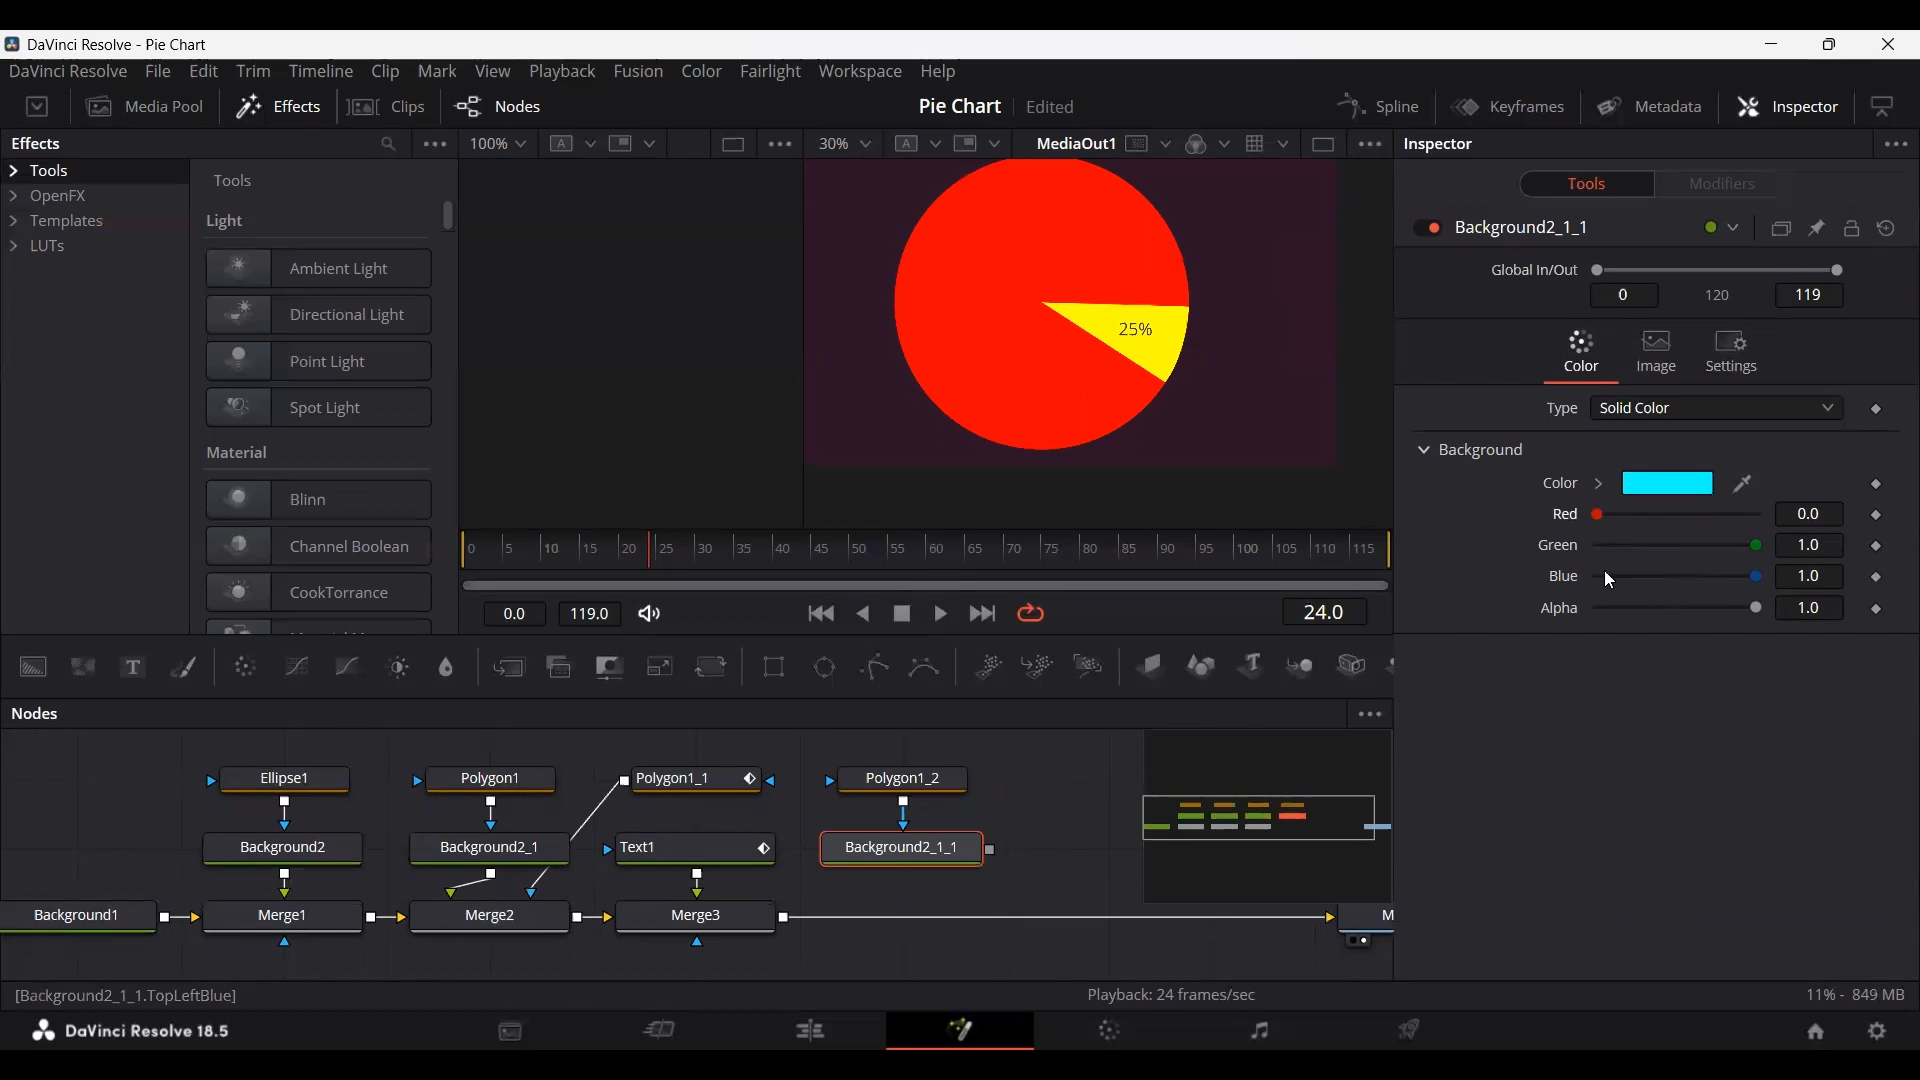 DaVinci Resolve - Pie Chart
DaVinci Resolve File Edit Trim Timeline Clip Mark View Playback Fusion Color Fairlight Workspace Help
Media Pool Effects Clips Nodes Pie Chart Edited Spline Keyframes Metadata Inspector
Effects 100% 30% MediaOut1 Inspector
Tools
OpenFX
Templates
LUTs
Tools
Light
Ambient Light
Directional Light
Point Light
Spot Light
Material
Blinn
Channel Boolean
CookTorrance
25%
0 5 10 15 20 25 30 35 40 45 50 55 60 65 70 75 80 85 90 95 100 105 110 115
0.0 119.0 24.0
Tools Modifiers
Background2_1_1
Global In/Out
0 120 119
Color Image Settings
Type Solid Color
Background
Color
Red 0.0
Green 1.0
Blue 1.0
Alpha 1.0
Nodes
Ellipse1 Polygon1 Polygon1_1 Polygon1_2
Background2 Background2_1 Text1 Background2_1_1
Background1 Merge1 Merge2 Merge3 M
[Background2_1_1.TopLeftBlue] Playback: 24 frames/sec 11% - 849 MB
DaVinci Resolve 18.5